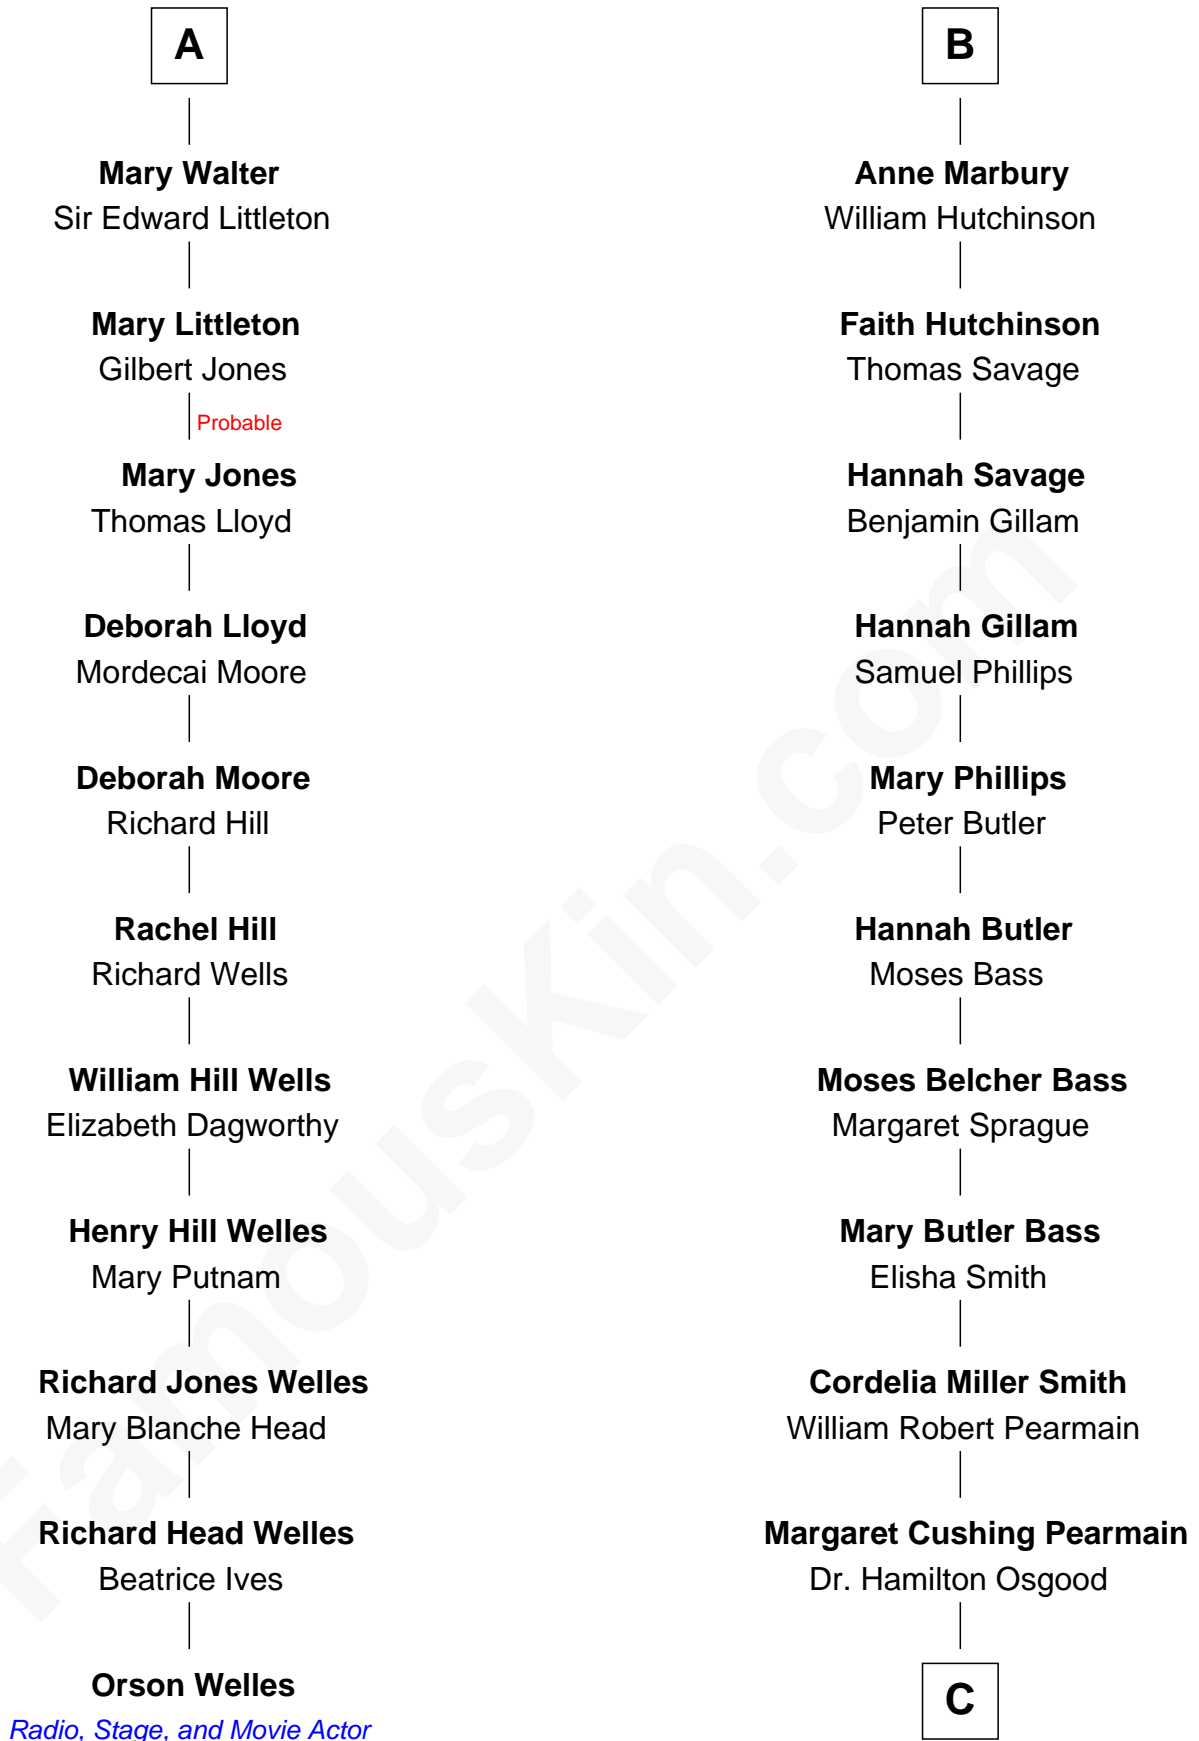 A
Mary Walter
Sir Edward Littleton
Mary Littleton
Gilbert Jones
Probable
Mary Jones
Thomas Lloyd
Deborah Lloyd
Mordecai Moore
Deborah Moore
Richard Hill
Rachel Hill
Richard Wells
William Hill Wells
Elizabeth Dagworthy
Henry Hill Welles
Mary Putnam
Richard Jones Welles
Mary Blanche Head
Richard Head Welles
Beatrice Ives
Orson Welles
Radio, Stage, and Movie Actor
B
Anne Marbury
William Hutchinson
Faith Hutchinson
Thomas Savage
Hannah Savage
Benjamin Gillam
Hannah Gillam
Samuel Phillips
Mary Phillips
Peter Butler
Hannah Butler
Moses Bass
Moses Belcher Bass
Margaret Sprague
Mary Butler Bass
Elisha Smith
Cordelia Miller Smith
William Robert Pearmain
Margaret Cushing Pearmain
Dr. Hamilton Osgood
C
FamousKin.com